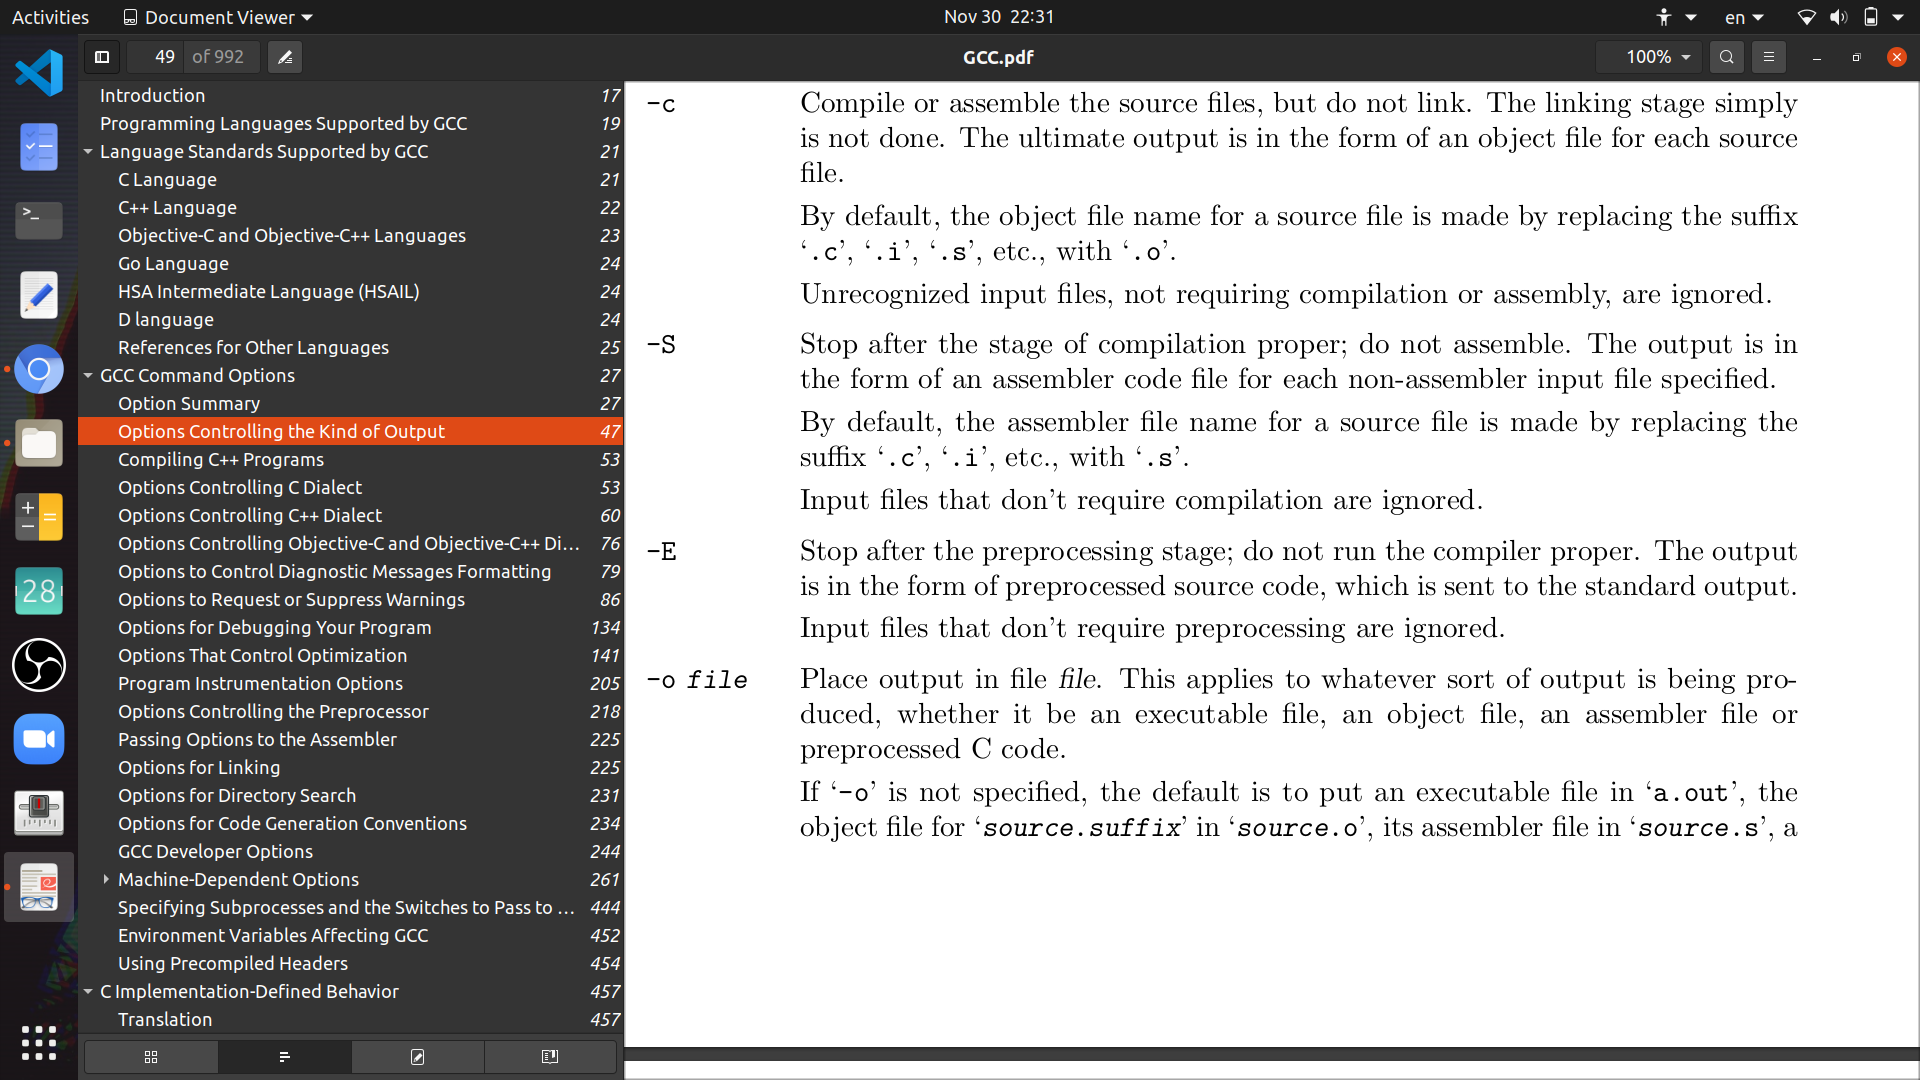 Activities
Document Viewer
Nov 30 22:31
en
49 of 992
GCC.pdf
100%
Introduction 17
Programming Languages Supported by GCC 19
Language Standards Supported by GCC 21
C Language 21
C++ Language 22
Objective-C and Objective-C++ Languages 23
Go Language 24
HSA Intermediate Language (HSAIL) 24
D language 24
References for Other Languages 25
GCC Command Options 27
Option Summary 27
Options Controlling the Kind of Output 47
Compiling C++ Programs 53
Options Controlling C Dialect 53
Options Controlling C++ Dialect 60
Options Controlling Objective-C and Objective-C++ Di... 76
Options to Control Diagnostic Messages Formatting 79
Options to Request or Suppress Warnings 86
Options for Debugging Your Program 134
Options That Control Optimization 141
Program Instrumentation Options 205
Options Controlling the Preprocessor 218
Passing Options to the Assembler 225
Options for Linking 225
Options for Directory Search 231
Options for Code Generation Conventions 234
GCC Developer Options 244
Machine-Dependent Options 261
Specifying Subprocesses and the Switches to Pass to ... 444
Environment Variables Affecting GCC 452
Using Precompiled Headers 454
C Implementation-Defined Behavior 457
Translation 457
28
-c Compile or assemble the source files, but do not link. The linking stage simply
is not done. The ultimate output is in the form of an object file for each source
file.
By default, the object file name for a source file is made by replacing the suffix
‘.c’, ‘.i’, ‘.s’, etc., with ‘.o’.
Unrecognized input files, not requiring compilation or assembly, are ignored.
-S Stop after the stage of compilation proper; do not assemble. The output is in
the form of an assembler code file for each non-assembler input file specified.
By default, the assembler file name for a source file is made by replacing the
suffix ‘.c’, ‘.i’, etc., with ‘.s’.
Input files that don’t require compilation are ignored.
-E Stop after the preprocessing stage; do not run the compiler proper. The output
is in the form of preprocessed source code, which is sent to the standard output.
Input files that don’t require preprocessing are ignored.
-o file Place output in file file. This applies to whatever sort of output is being pro-
duced, whether it be an executable file, an object file, an assembler file or
preprocessed C code.
If ‘-o’ is not specified, the default is to put an executable file in ‘a.out’, the
object file for ‘source.suffix’ in ‘source.o’, its assembler file in ‘source.s’, a